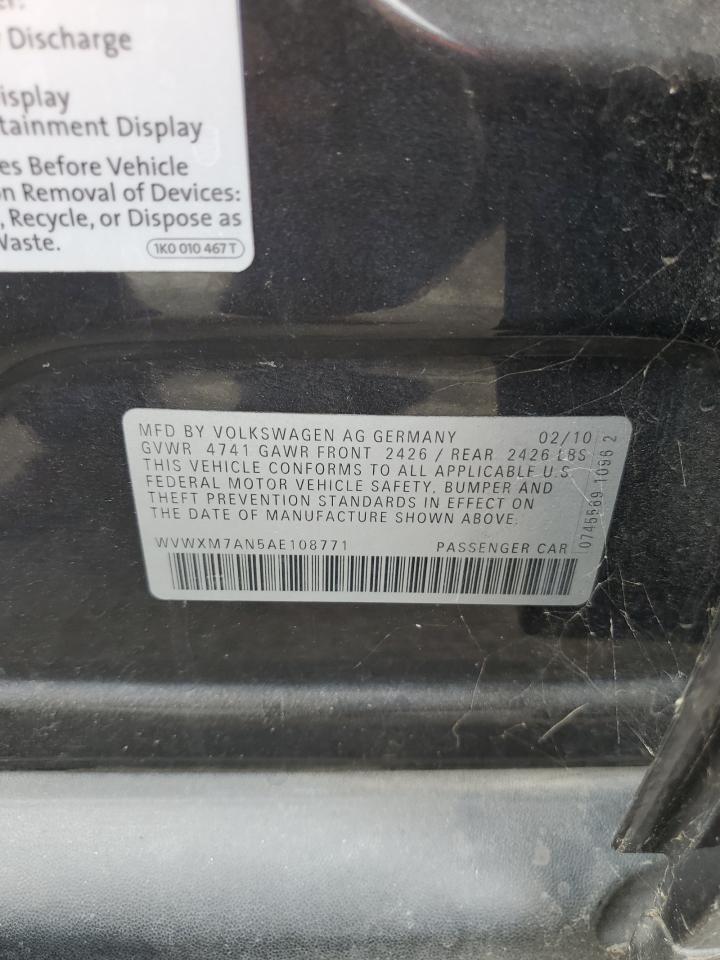 er:
Discharge
isplay
tainment Display
es Before Vehicle
on Removal of Devices:
, Recycle, or Dispose as
Waste.
1K0 010 467 T
MFD BY VOLKSWAGEN AG GERMANY 02/10
GVWR 4741 GAWR FRONT 2426 / REAR 2426 LBS
THIS VEHICLE CONFORMS TO ALL APPLICABLE U.S
FEDERAL MOTOR VEHICLE SAFETY, BUMPER AND
THEFT PREVENTION STANDARDS IN EFFECT ON
THE DATE OF MANUFACTURE SHOWN ABOVE.
WVWXM7AN5AE108771 PASSENGER CAR